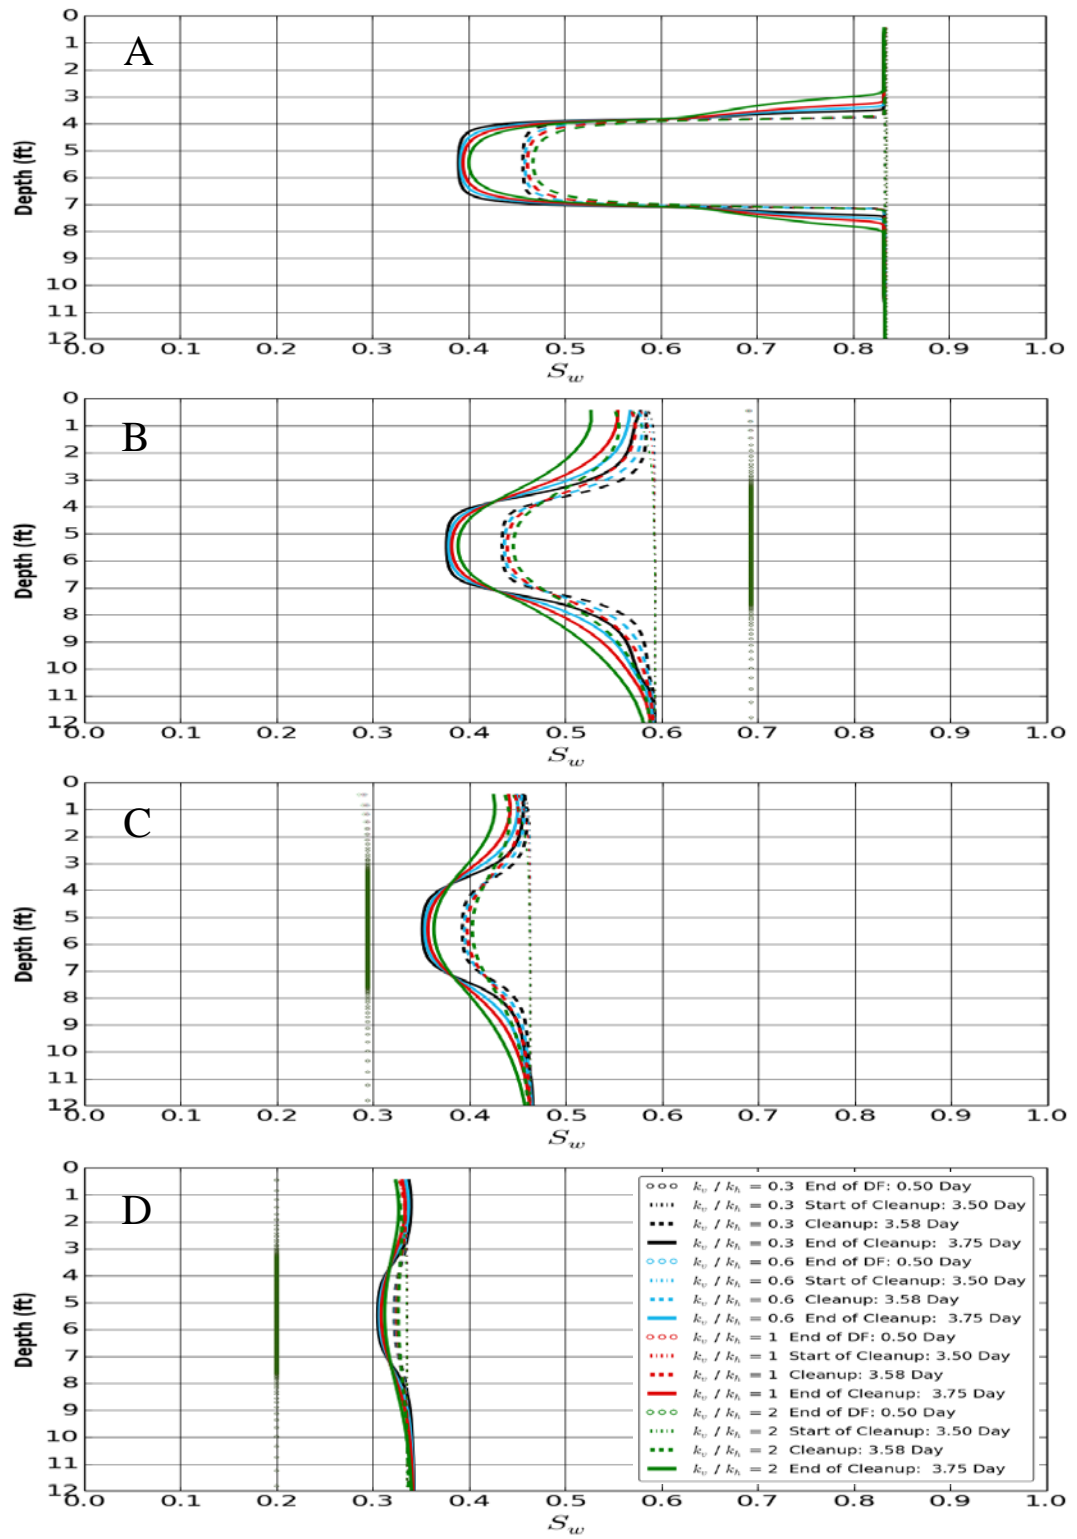 A
0
1
2
3
4
5
6
7
8
9
10
11
12
Depth (ft)
0.0 0.1 0.2 0.3 0.4 0.5 0.6 0.7 0.8 0.9 1.0
S_w
B
0
1
2
3
4
5
6
7
8
9
10
11
12
Depth (ft)
0.0 0.1 0.2 0.3 0.4 0.5 0.6 0.7 0.8 0.9 1.0
S_w
C
0
1
2
3
4
5
6
7
8
9
10
11
12
Depth (ft)
0.0 0.1 0.2 0.3 0.4 0.5 0.6 0.7 0.8 0.9 1.0
S_w
D
0
1
2
3
4
5
6
7
8
9
10
11
12
Depth (ft)
0.0 0.1 0.2 0.3 0.4 0.5 0.6 0.7 0.8 0.9 1.0
S_w
k_v / k_h = 0.3 End of DF: 0.50 Day
k_v / k_h = 0.3 Start of Cleanup: 3.50 Day
k_v / k_h = 0.3 Cleanup: 3.58 Day
k_v / k_h = 0.3 End of Cleanup: 3.75 Day
k_v / k_h = 0.6 End of DF: 0.50 Day
k_v / k_h = 0.6 Start of Cleanup: 3.50 Day
k_v / k_h = 0.6 Cleanup: 3.58 Day
k_v / k_h = 0.6 End of Cleanup: 3.75 Day
k_v / k_h = 1 End of DF: 0.50 Day
k_v / k_h = 1 Start of Cleanup: 3.50 Day
k_v / k_h = 1 Cleanup: 3.58 Day
k_v / k_h = 1 End of Cleanup: 3.75 Day
k_v / k_h = 2 End of DF: 0.50 Day
k_v / k_h = 2 Start of Cleanup: 3.50 Day
k_v / k_h = 2 Cleanup: 3.58 Day
k_v / k_h = 2 End of Cleanup: 3.75 Day